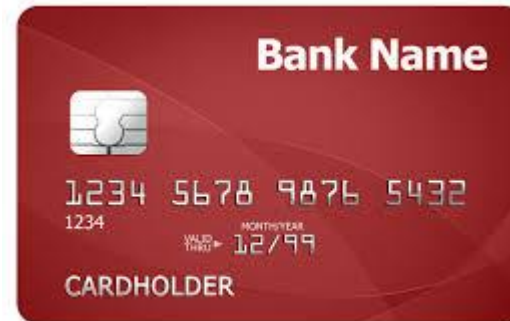 Bank Name
1234 5678 9876 5432
1234
MONTH/YEAR
VALID THRU 12/99
CARDHOLDER